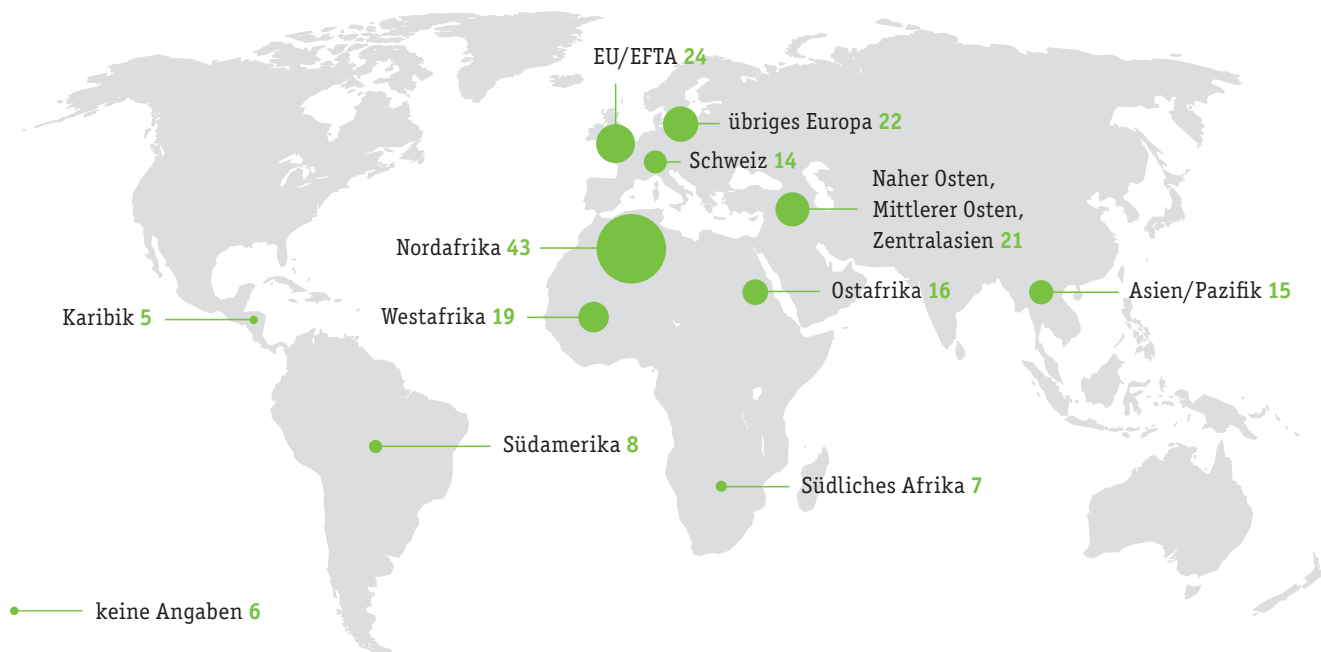 EU/EFTA 24
übriges Europa 22
Schweiz 14
Naher Osten,
Mittlerer Osten,
Zentralasien 21
Nordafrika 43
Ostafrika 16
Asien/Pazifik 15
Karibik 5
Westafrika 19
Südamerika 8
Südliches Afrika 7
keine Angaben 6